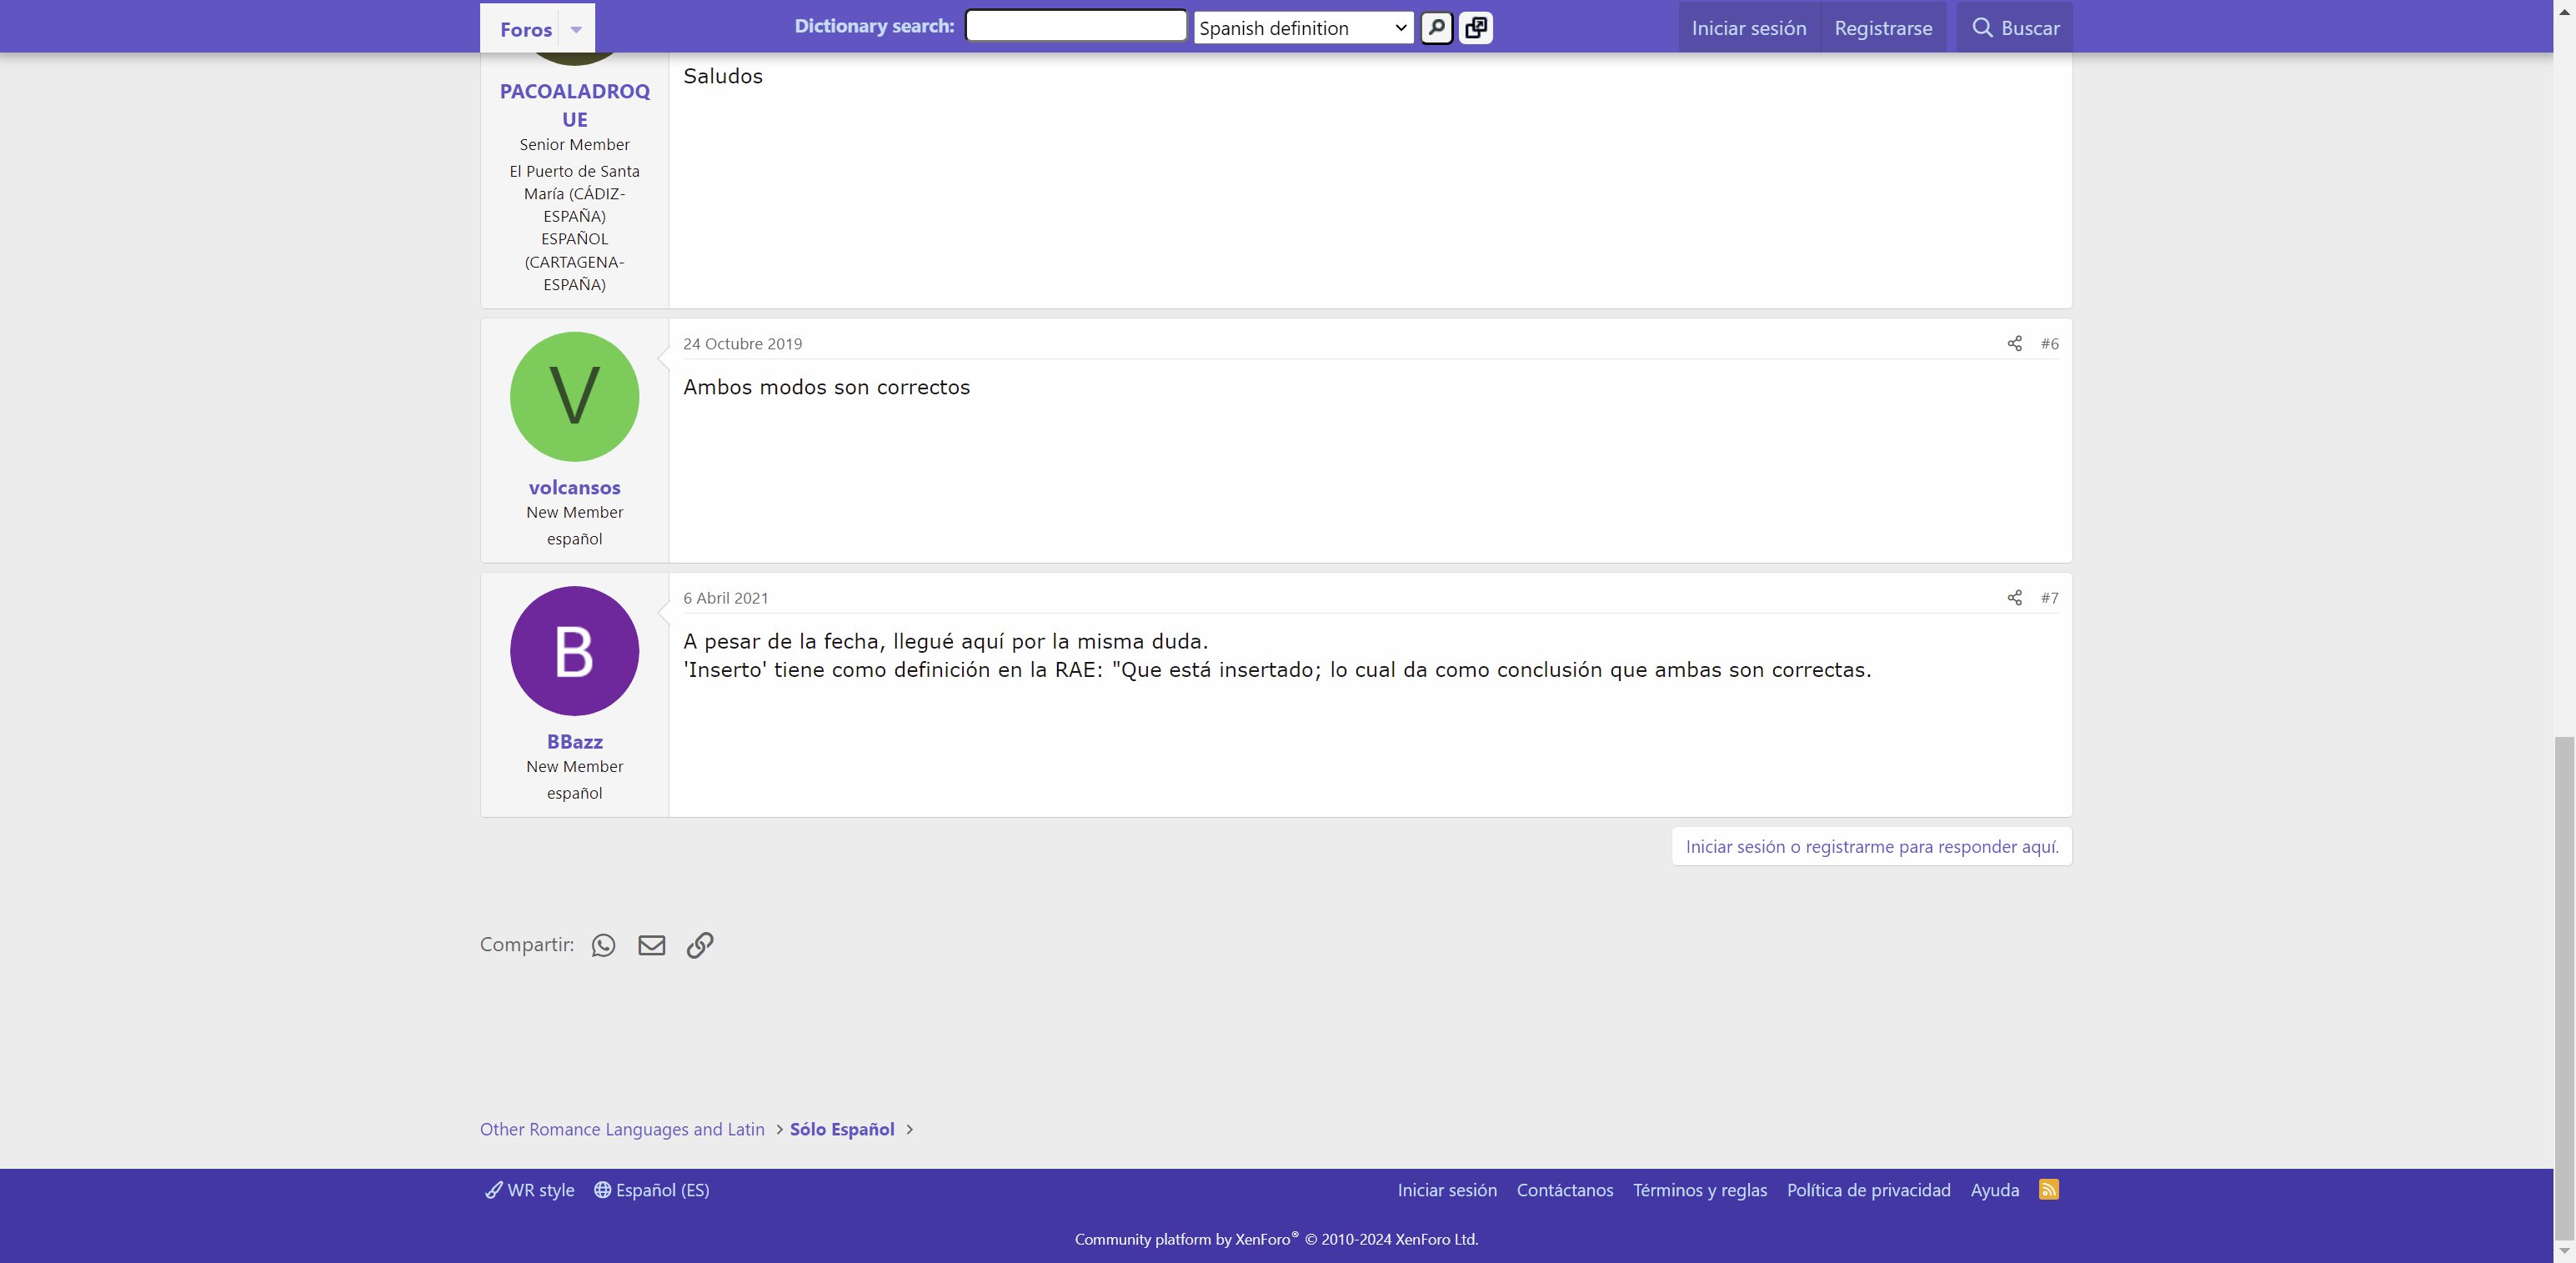 Foros
Dictionary search:
Spanish definition
Iniciar sesión
Registrarse
Buscar
PACOALADROQ
UE
Senior Member
El Puerto de Santa
María (CÁDIZ-
ESPAÑA)
ESPAÑOL
(CARTAGENA-
ESPAÑA)
Saludos
V
volcansos
New Member
español
24 Octubre 2019
#6
Ambos modos son correctos
B
BBazz
New Member
español
6 Abril 2021
#7
A pesar de la fecha, llegué aquí por la misma duda.
'Inserto' tiene como definición en la RAE: "Que está insertado; lo cual da como conclusión que ambas son correctas.
Iniciar sesión o registrarme para responder aquí.
Compartir:
Other Romance Languages and Latin
Sólo Español
WR style
Español (ES)
Iniciar sesión
Contáctanos
Términos y reglas
Política de privacidad
Ayuda
Community platform by XenForo® © 2010-2024 XenForo Ltd.